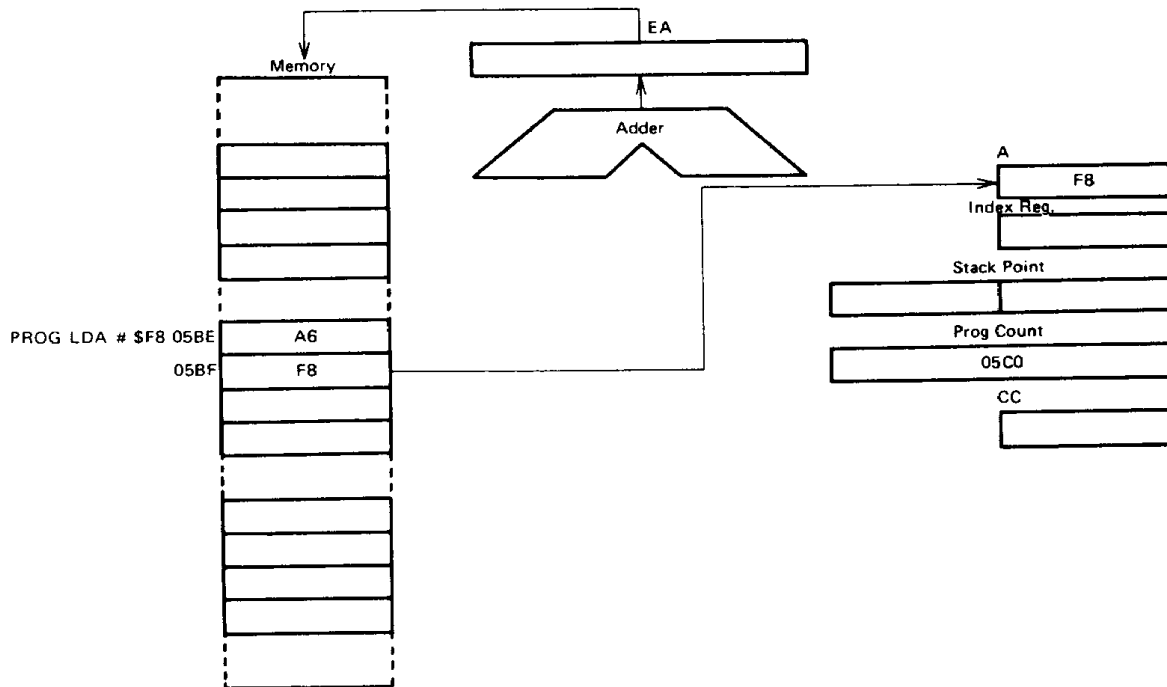 EA
Memory
Adder
A
F8
Index Reg.
Stack Point
PROG LDA # $F8 05BE
A6
Prog Count
05BF
F8
05C0
CC